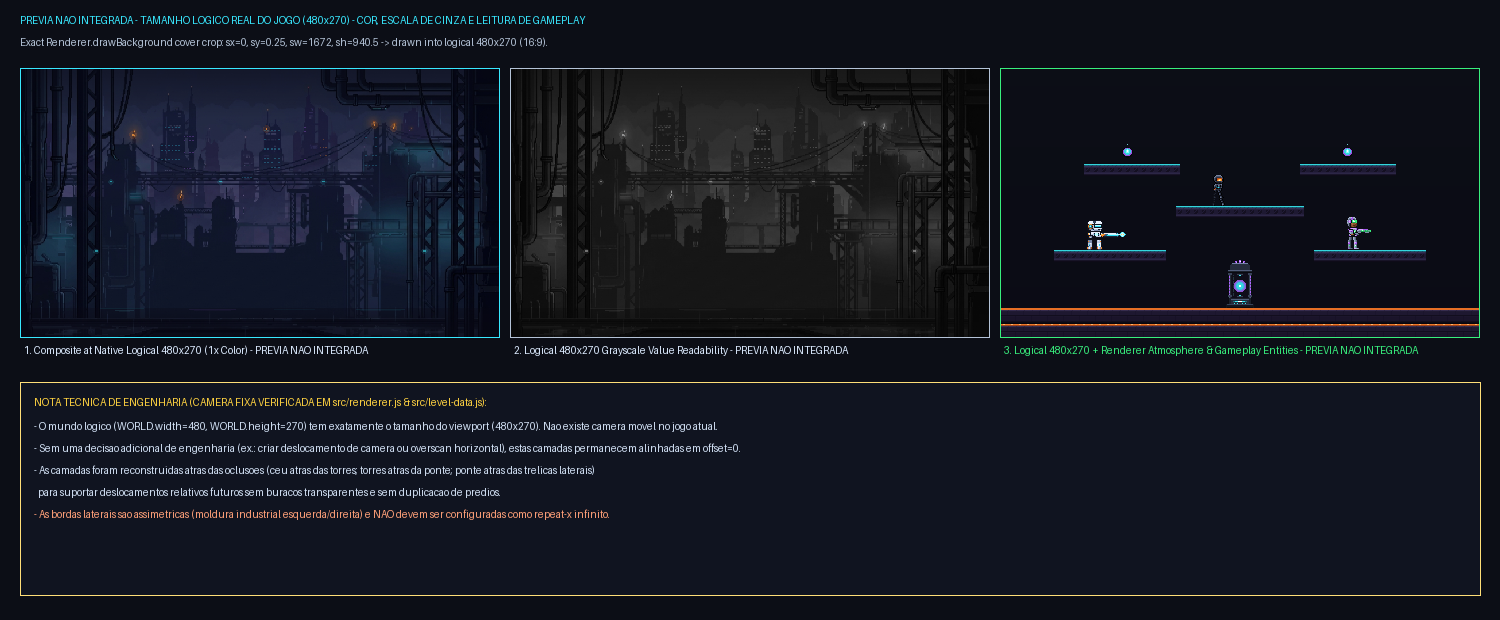 PREVIA NAO INTEGRADA - TAMANHO LOGICO REAL DO JOGO (480x270) - COR, ESCALA DE CINZA E LEITURA DE GAMEPLAY
Exact Renderer.drawBackground cover crop: sx=0, sy=0.25, sw=1672, sh=940.5 -> drawn into logical 480x270 (16:9).
1. Composite at Native Logical 480x270 (1x Color) - PREVIA NAO INTEGRADA
2. Logical 480x270 Grayscale Value Readability - PREVIA NAO INTEGRADA
3. Logical 480x270 + Renderer Atmosphere & Gameplay Entities - PREVIA NAO INTEGRADA
NOTA TECNICA DE ENGENHARIA (CAMERA FIXA VERIFICADA EM src/renderer.js & src/level-data.js):
- O mundo logico (WORLD.width=480, WORLD.height=270) tem exatamente o tamanho do viewport (480x270). Nao existe camera movel no jogo atual.
- Sem uma decisao adicional de engenharia (ex.: criar deslocamento de camera ou overscan horizontal), estas camadas permanecem alinhadas em offset=0.
- As camadas foram reconstruidas atras das oclusoes (ceu atras das torres; torres atras da ponte; ponte atras das trelicas laterais)
para suportar deslocamentos relativos futuros sem buracos transparentes e sem duplicacao de predios.
- As bordas laterais sao assimetricas (moldura industrial esquerda/direita) e NAO devem ser configuradas como repeat-x infinito.